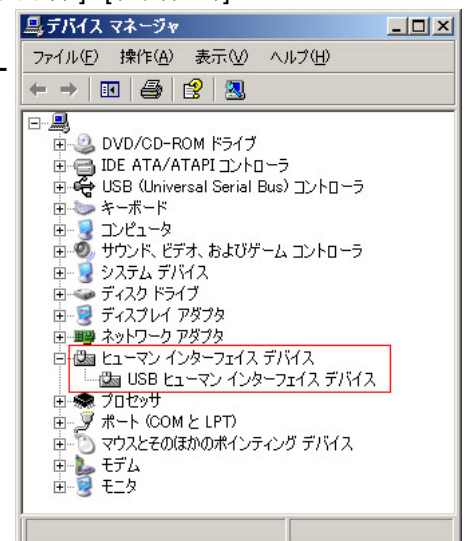 デバイス マネージャ
ファイル(F) 操作(A) 表示(V) ヘルプ(H)
DVD/CD-ROM ドライブ
IDE ATA/ATAPI コントローラ
USB (Universal Serial Bus) コントローラ
キーボード
コンピュータ
サウンド、ビデオ、およびゲーム コントローラ
システム デバイス
ディスク ドライブ
ディスプレイ アダプタ
ネットワーク アダプタ
ヒューマン インターフェイス デバイス
USB ヒューマン インターフェイス デバイス
プロセッサ
ポート (COM と LPT)
マウスとそのほかのポインティング デバイス
モデム
モニタ